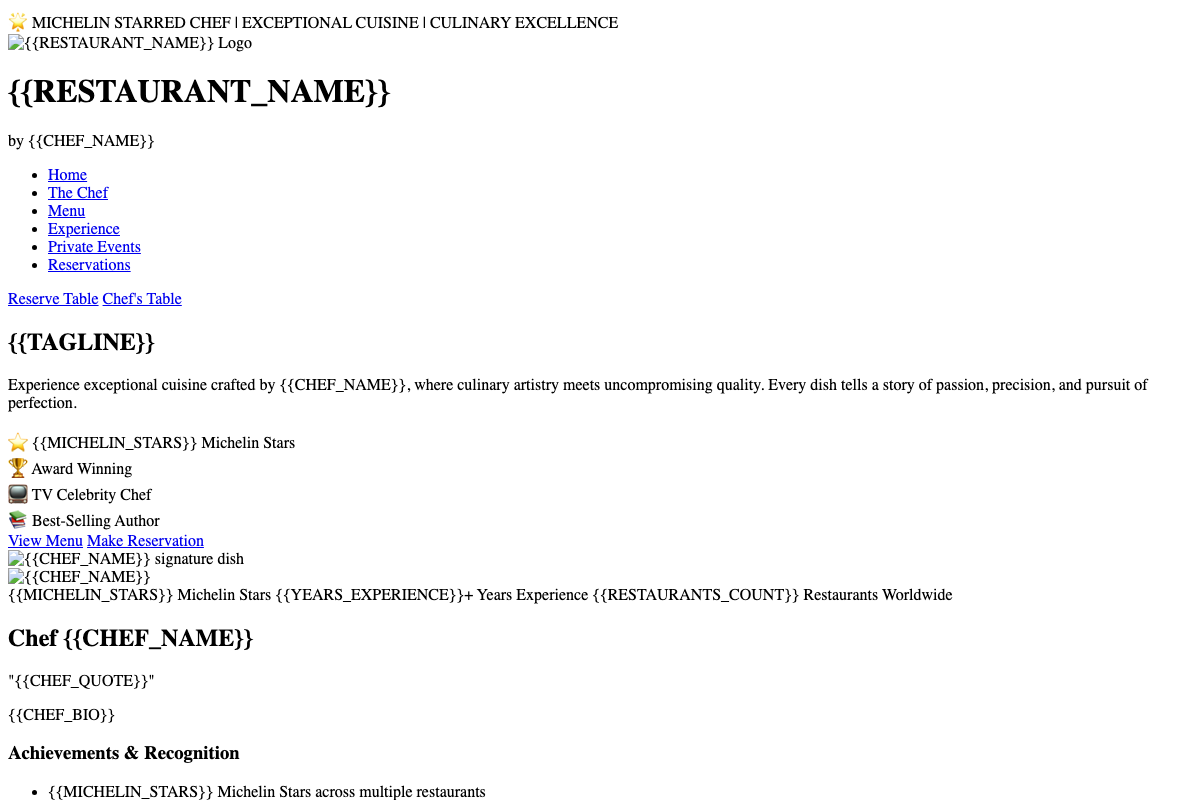 🌟 MICHELIN STARRED CHEF | EXCEPTIONAL CUISINE | CULINARY EXCELLENCE
{{RESTAURANT_NAME}} Logo
{{RESTAURANT_NAME}}
by {{CHEF_NAME}}
• Home
• The Chef
• Menu
• Experience
• Private Events
• Reservations
Reserve Table Chef's Table
{{TAGLINE}}
Experience exceptional cuisine crafted by {{CHEF_NAME}}, where culinary artistry meets uncompromising quality. Every dish tells a story of passion, precision, and pursuit of
perfection.
⭐ {{MICHELIN_STARS}} Michelin Stars
🏆 Award Winning
📺 TV Celebrity Chef
📚 Best-Selling Author
View Menu Make Reservation
{{CHEF_NAME}} signature dish
{{CHEF_NAME}}
{{MICHELIN_STARS}} Michelin Stars {{YEARS_EXPERIENCE}}+ Years Experience {{RESTAURANTS_COUNT}} Restaurants Worldwide
Chef {{CHEF_NAME}}
"{{CHEF_QUOTE}}"
{{CHEF_BIO}}
Achievements & Recognition
• {{MICHELIN_STARS}} Michelin Stars across multiple restaurants